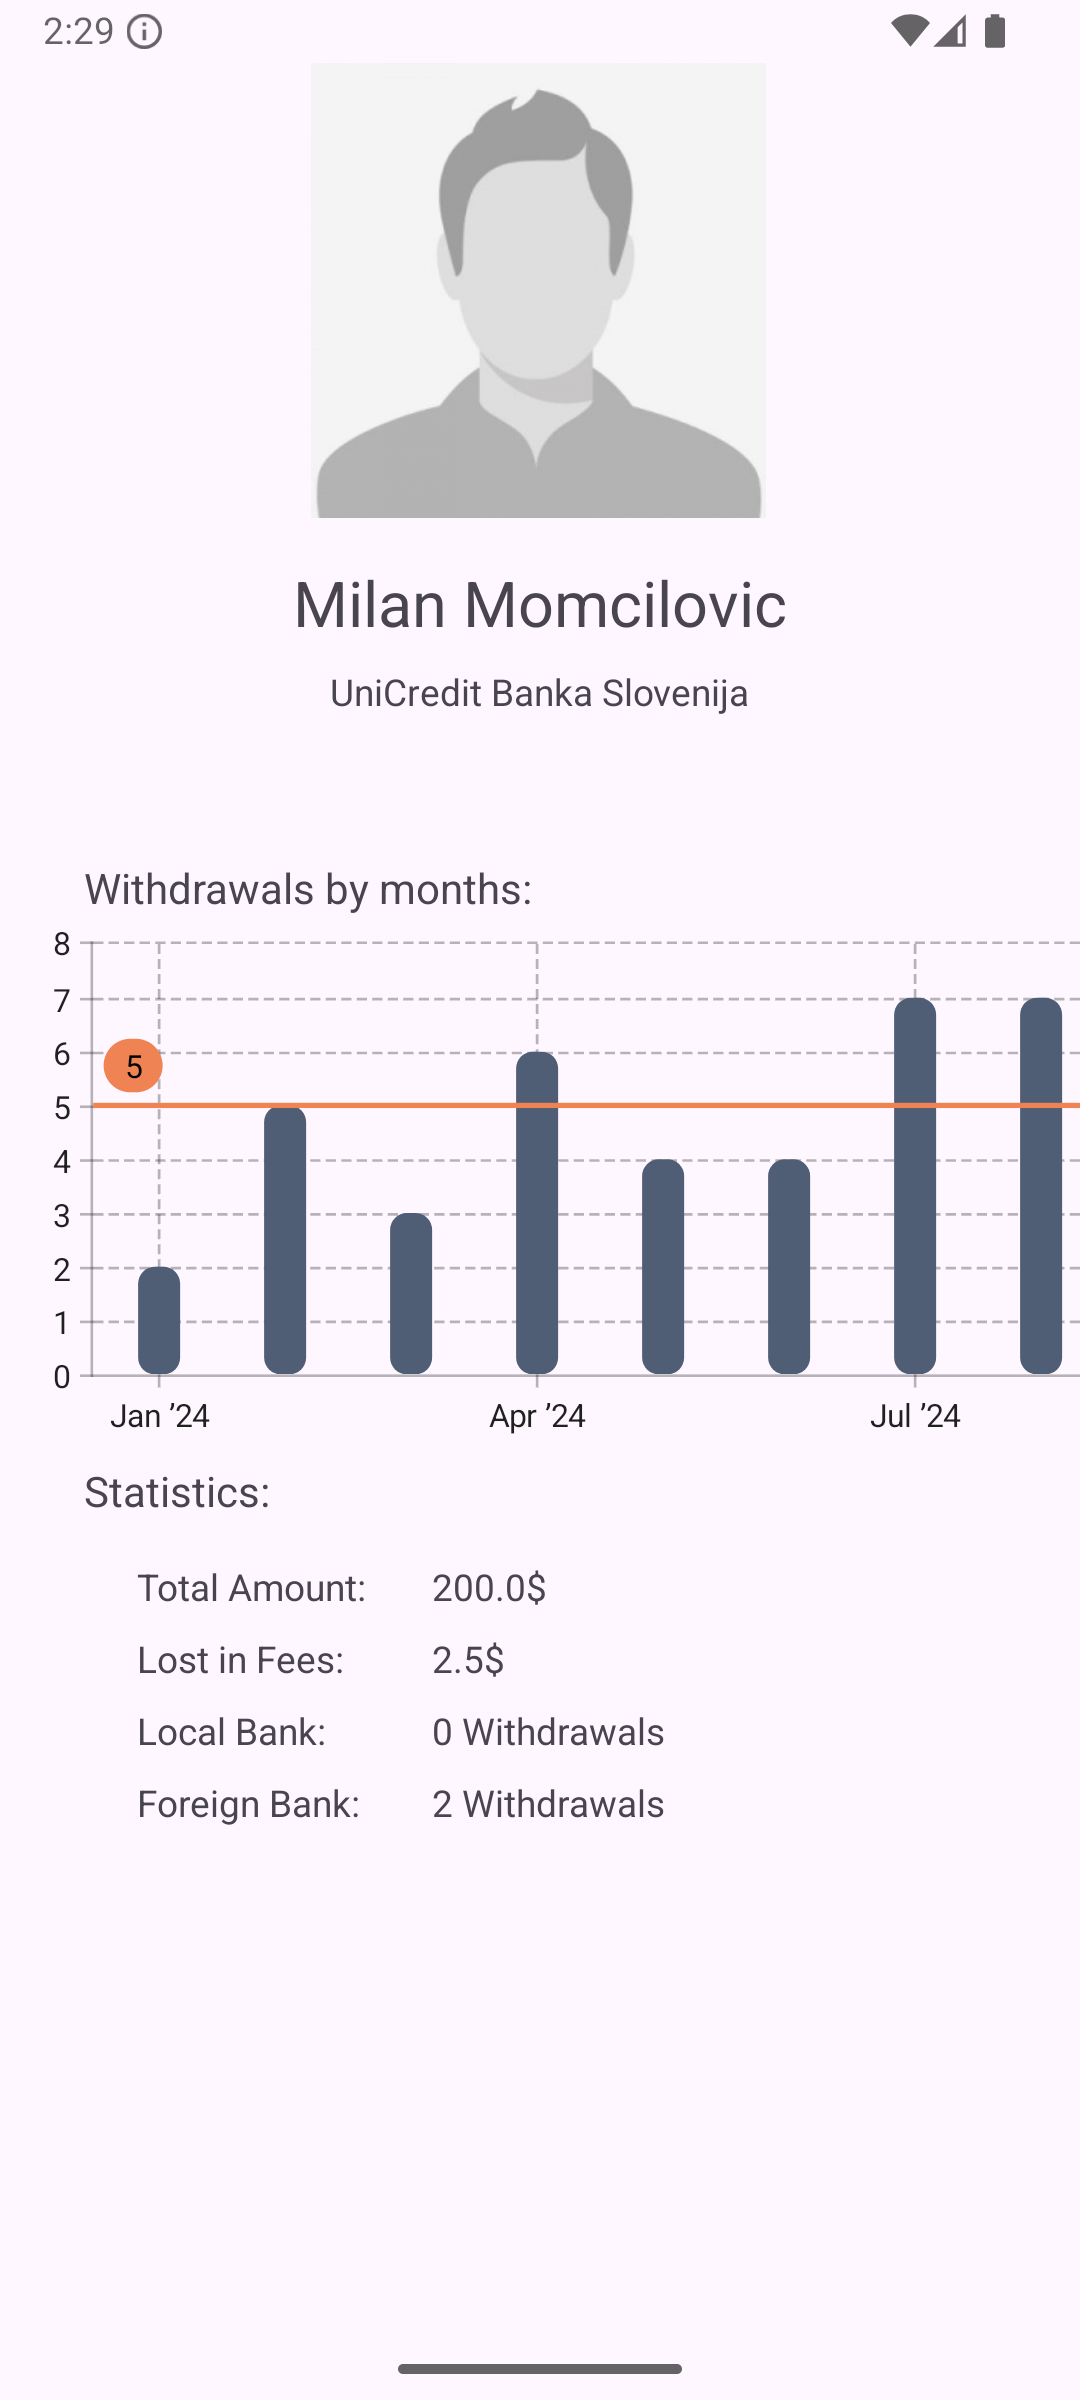 2:29
Milan Momcilovic
UniCredit Banka Slovenija
Withdrawals by months:
8
7
6
5
5
4
3
2
1
0
Jan ’24 Apr ’24 Jul ’24
Statistics:
Total Amount: 200.0$
Lost in Fees: 2.5$
Local Bank: 0 Withdrawals
Foreign Bank: 2 Withdrawals